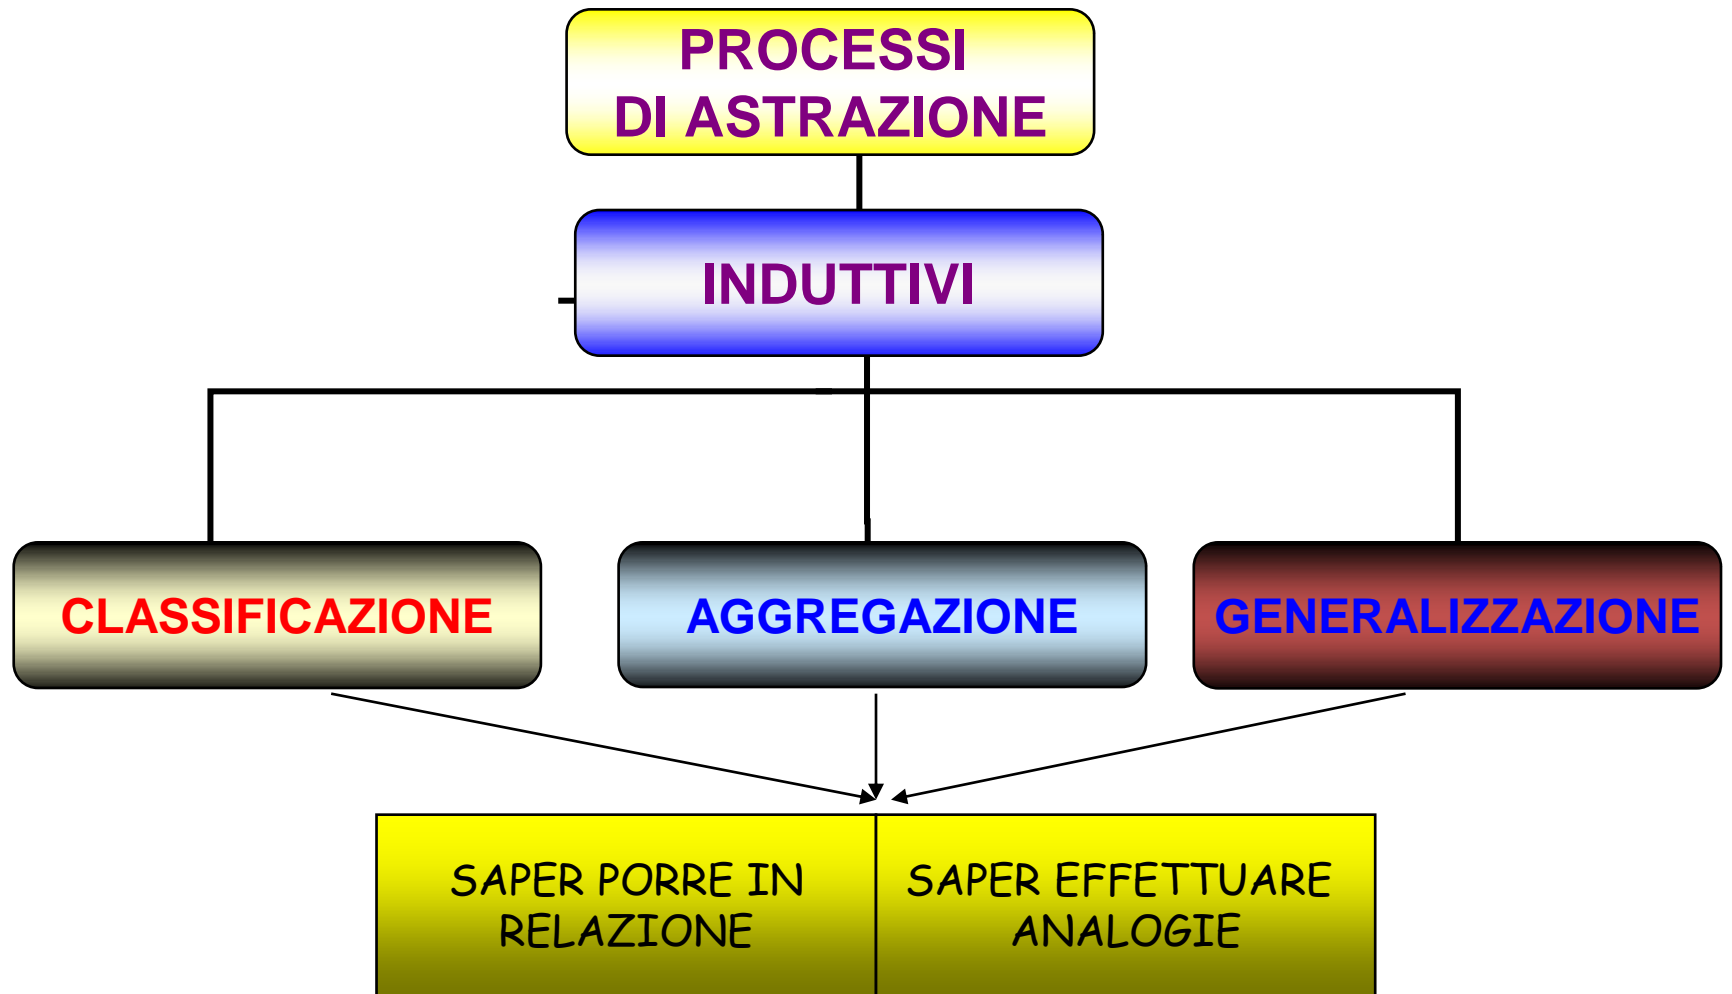 PROCESSI
DI ASTRAZIONE
INDUTTIVI
CLASSIFICAZIONE
AGGREGAZIONE
GENERALIZZAZIONE
SAPER PORRE IN
RELAZIONE
SAPER EFFETTUARE
ANALOGIE